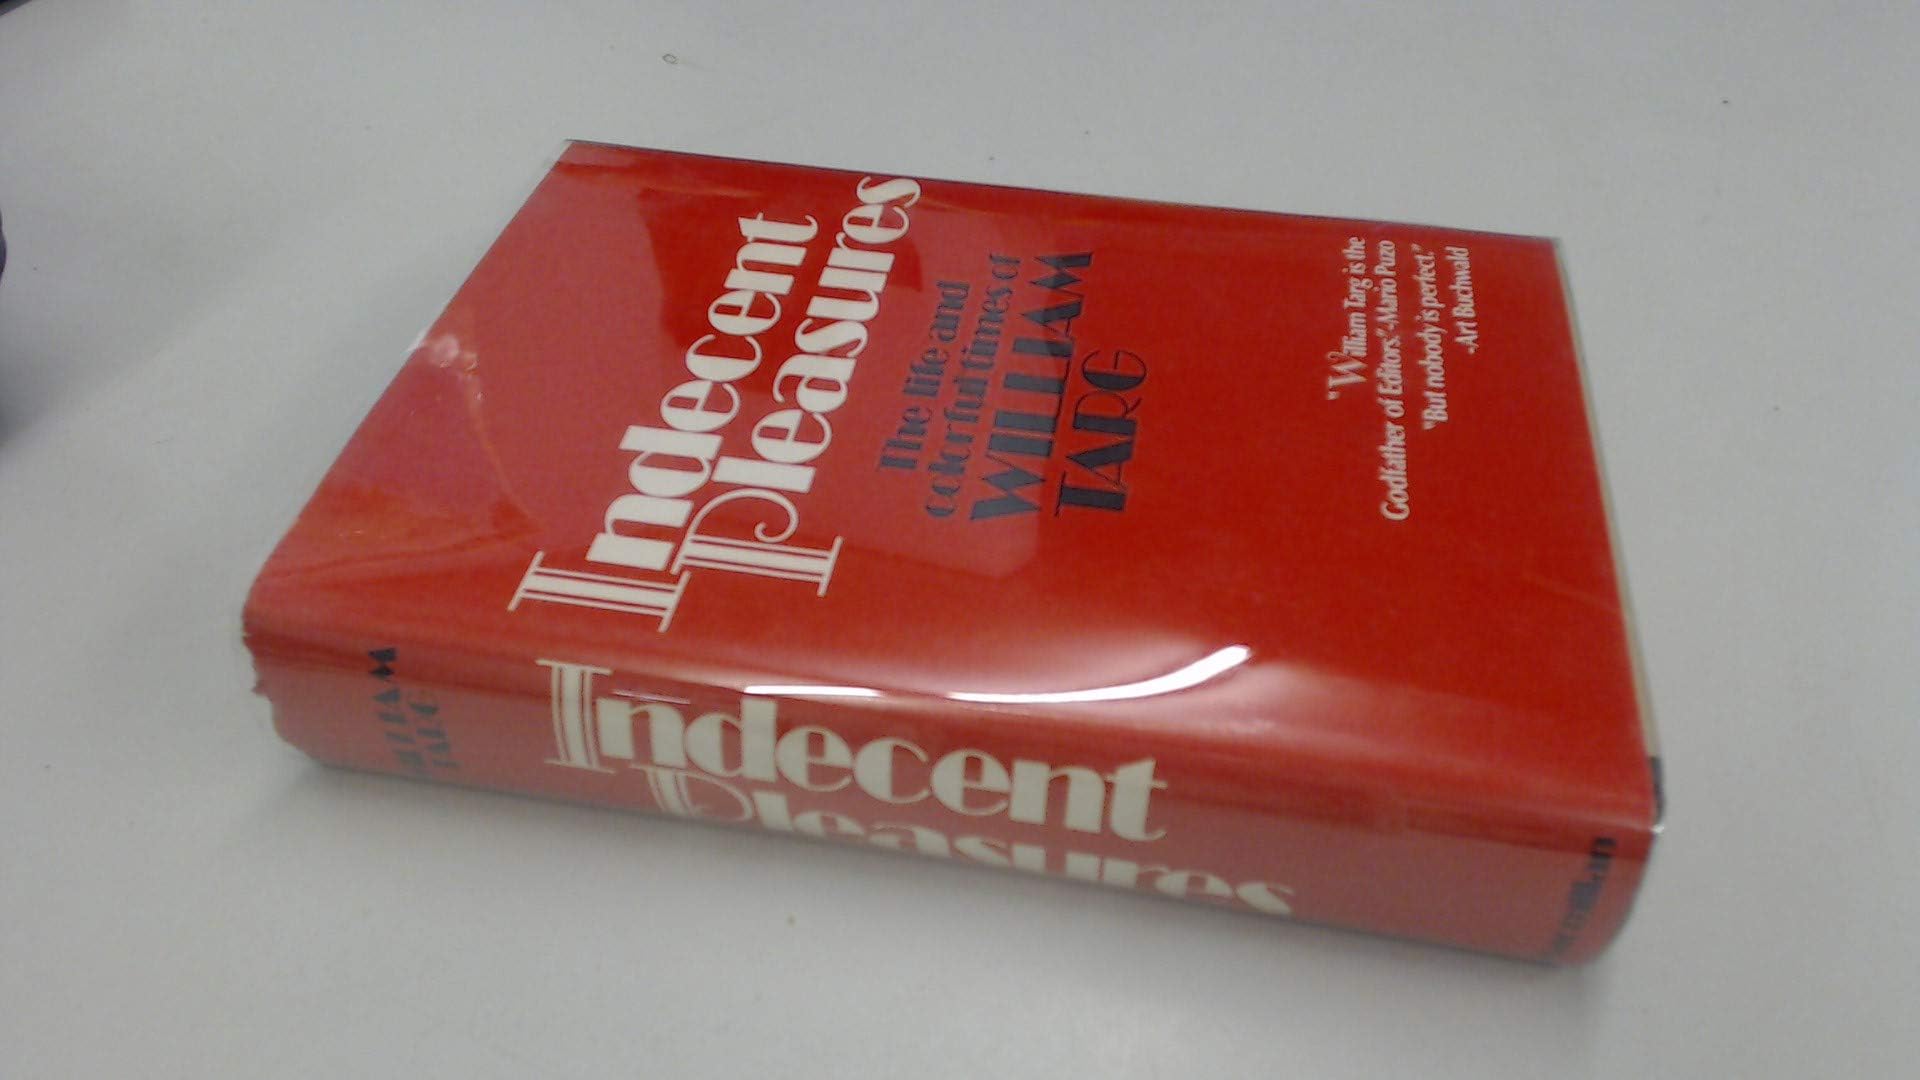 Indecent
Pleasures
The life and
colorful times of
WILLIAM
TARG
"William Targ is the
Godfather of Editors."-Mario Puzo
"But nobody is perfect."
-Art Buchwald
WILLIAM
TARG
Indecent
Pleasures
Macmillan